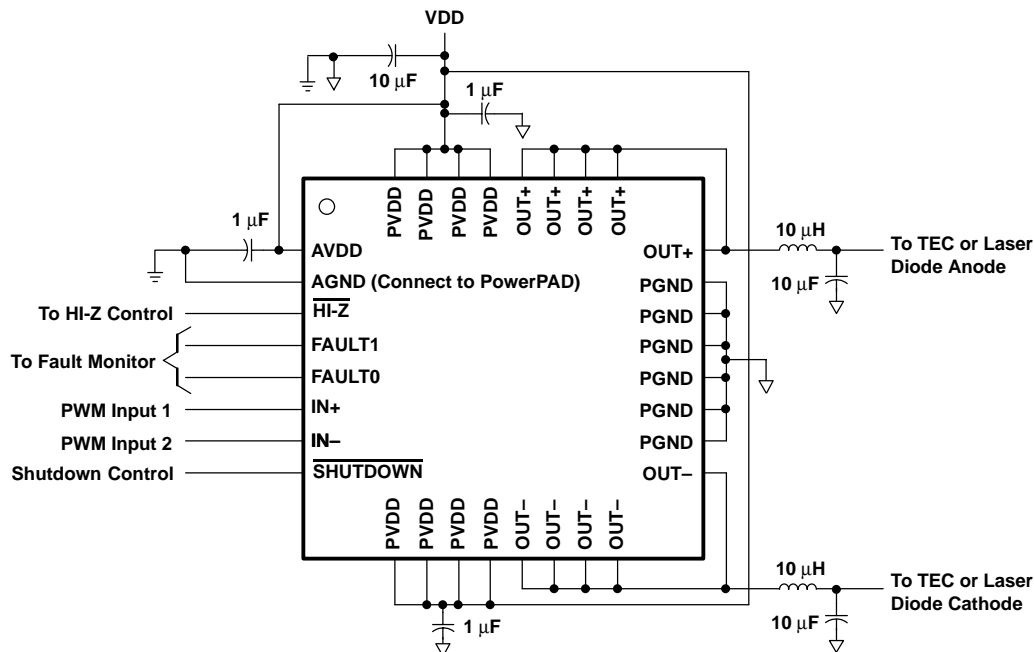 VDD
10 μF
1 μF
PVDD
PVDD
PVDD
PVDD
OUT+
OUT+
OUT+
OUT+
1 μF
AVDD
AGND (Connect to PowerPAD)
To HI-Z Control
HI-Z
To Fault Monitor
FAULT1
FAULT0
PWM Input 1
IN+
PWM Input 2
IN–
Shutdown Control
SHUTDOWN
OUT+
PGND
PGND
PGND
PGND
PGND
PGND
OUT–
10 μH
To TEC or Laser
Diode Anode
10 μF
PVDD
PVDD
PVDD
PVDD
OUT–
OUT–
OUT–
OUT–
1 μF
10 μH
To TEC or Laser
Diode Cathode
10 μF